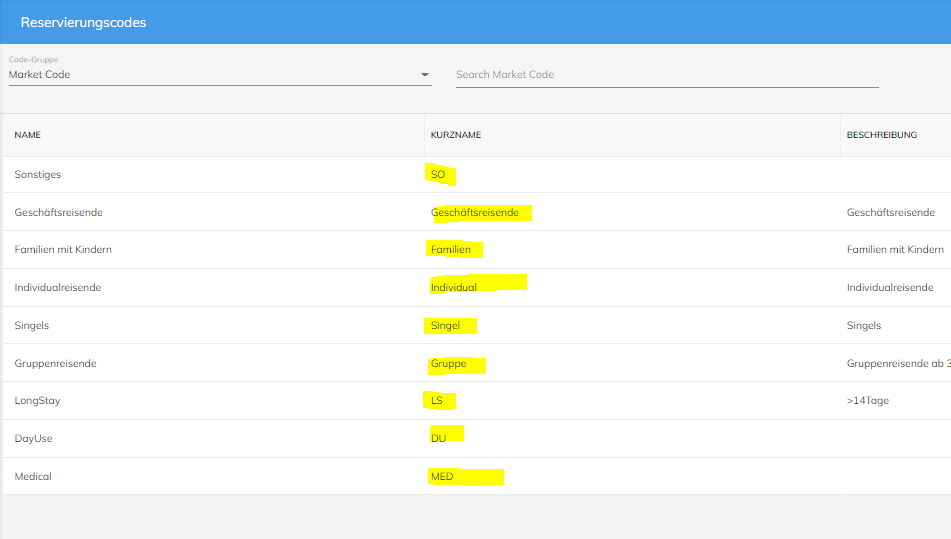 Reservierungscodes
Code-Gruppe
Market Code
Search Market Code
NAME KURZNAME BESCHREIBUNG
Sonstiges SO
Geschäftsreisende Geschäftsreisende Geschäftsreisende
Familien mit Kindern Familien Familien mit Kindern
Individualreisende Individual Individualreisende
Singels Singel Singels
Gruppenreisende Gruppe Gruppenreisende ab 3
LongStay LS >14Tage
DayUse DU
Medical MED